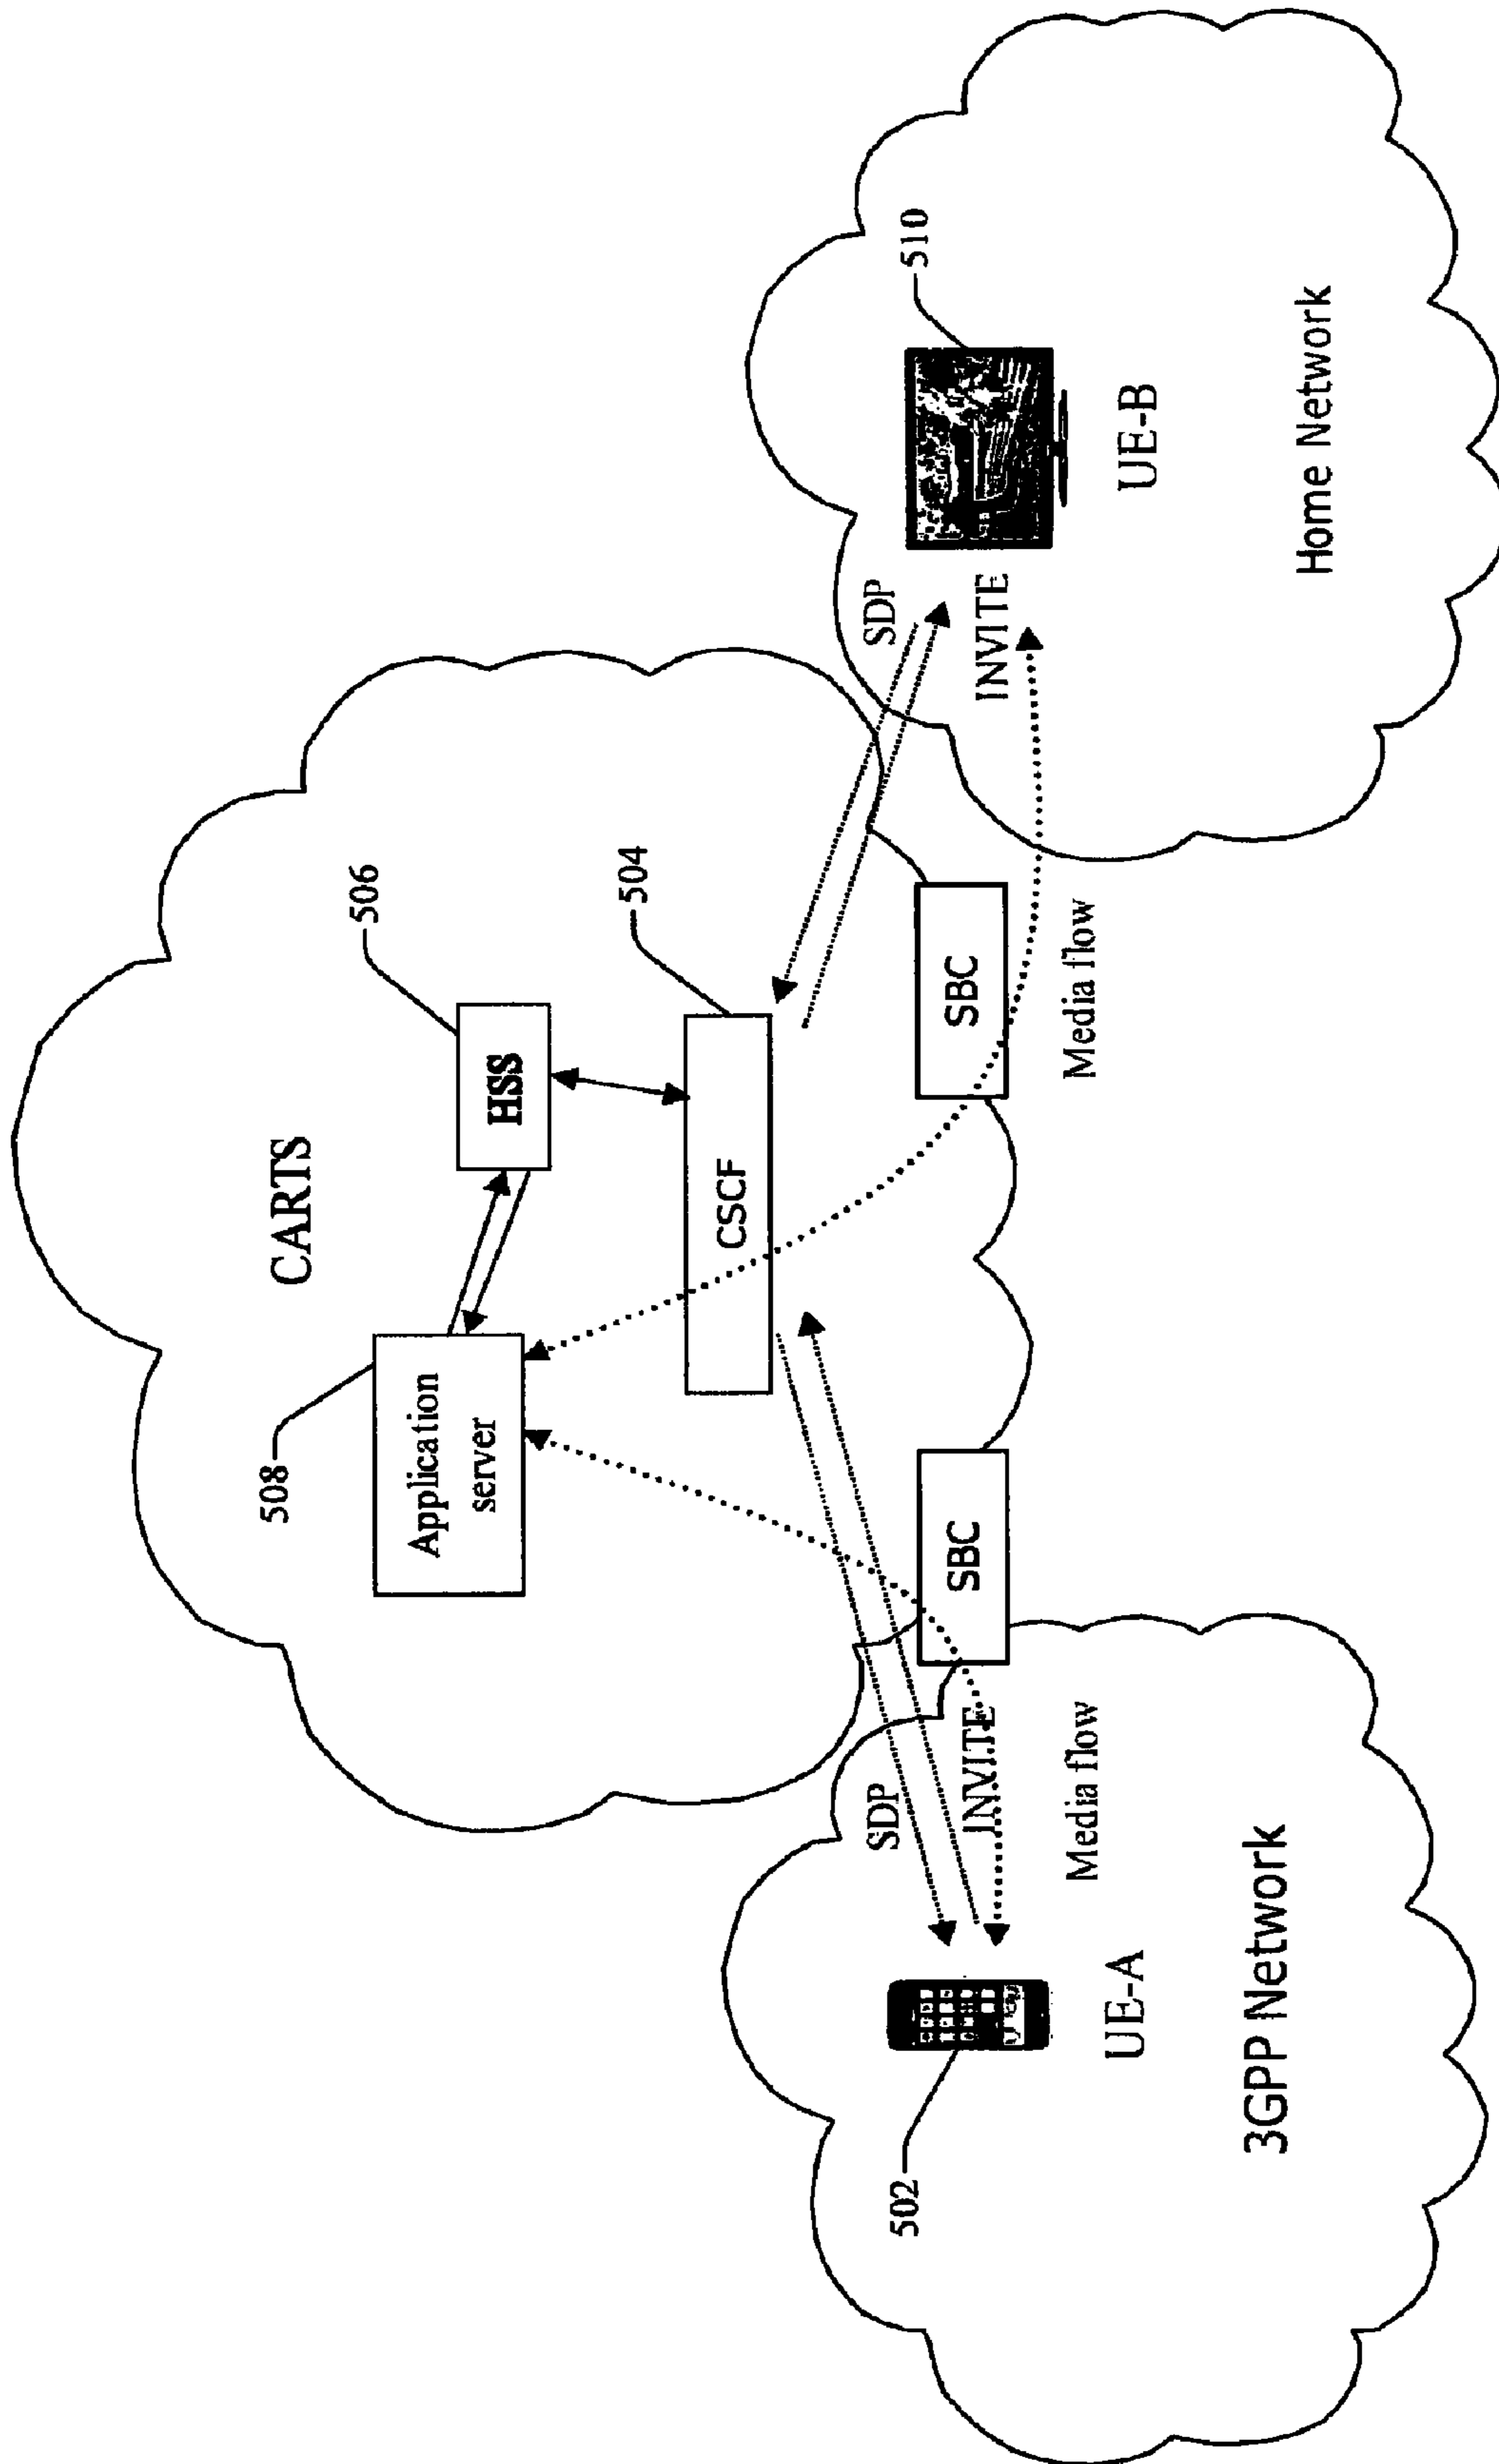 CARTS
508
Application
server
506
HSS
504
CSCF
SBC
SBC
SDP
INVITE
Media flow
SDP
INVITE
Media flow
502
UE-A
3GPP Network
510
UE-B
Home Network